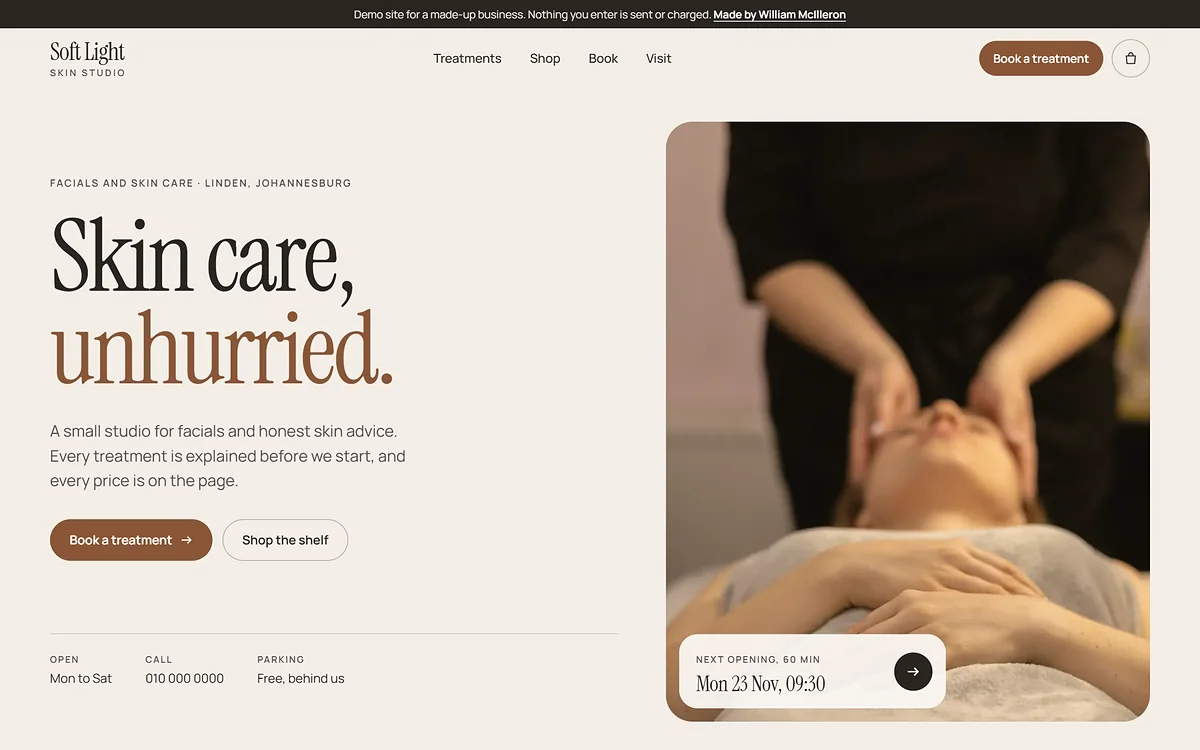 Demo site for a made-up business. Nothing you enter is sent or charged. Made by William McIlleron
Soft Light
SKIN STUDIO
Treatments
Shop
Book
Visit
Book a treatment
FACIALS AND SKIN CARE · LINDEN, JOHANNESBURG
Skin care,
unhurried.
A small studio for facials and honest skin advice.
Every treatment is explained before we start, and
every price is on the page.
Book a treatment →
Shop the shelf
OPEN
Mon to Sat
CALL
010 000 0000
PARKING
Free, behind us
NEXT OPENING, 60 MIN
Mon 23 Nov, 09:30
→